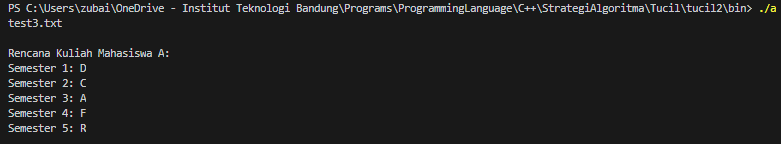 PS C:\Users\zubai\OneDrive - Institut Teknologi Bandung\Programs\ProgrammingLanguage\C++\StrategiAlgoritma\Tucil\tucil2\bin> ./a
test3.txt
Rencana Kuliah Mahasiswa A:
Semester 1: D
Semester 2: C
Semester 3: A
Semester 4: F
Semester 5: R